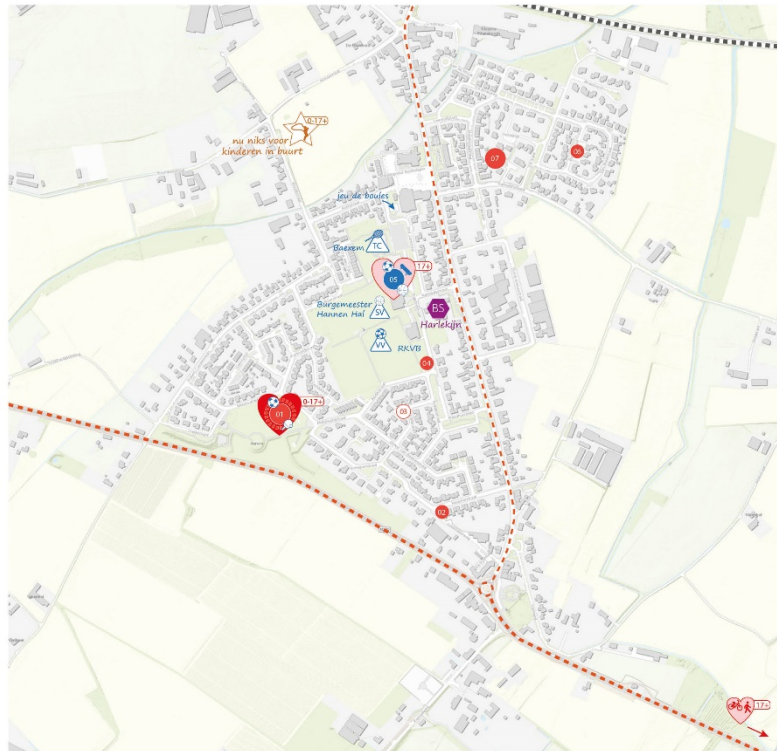 0-17+
nu niks voor
kinderen in buurt
07
06
jeu de boules
Baexem
TC
05
17+
Burgemeester
Hannen Hal
SV
BS
Harlekijn
VV
RKVB
04
01
0-17+
03
02
17+